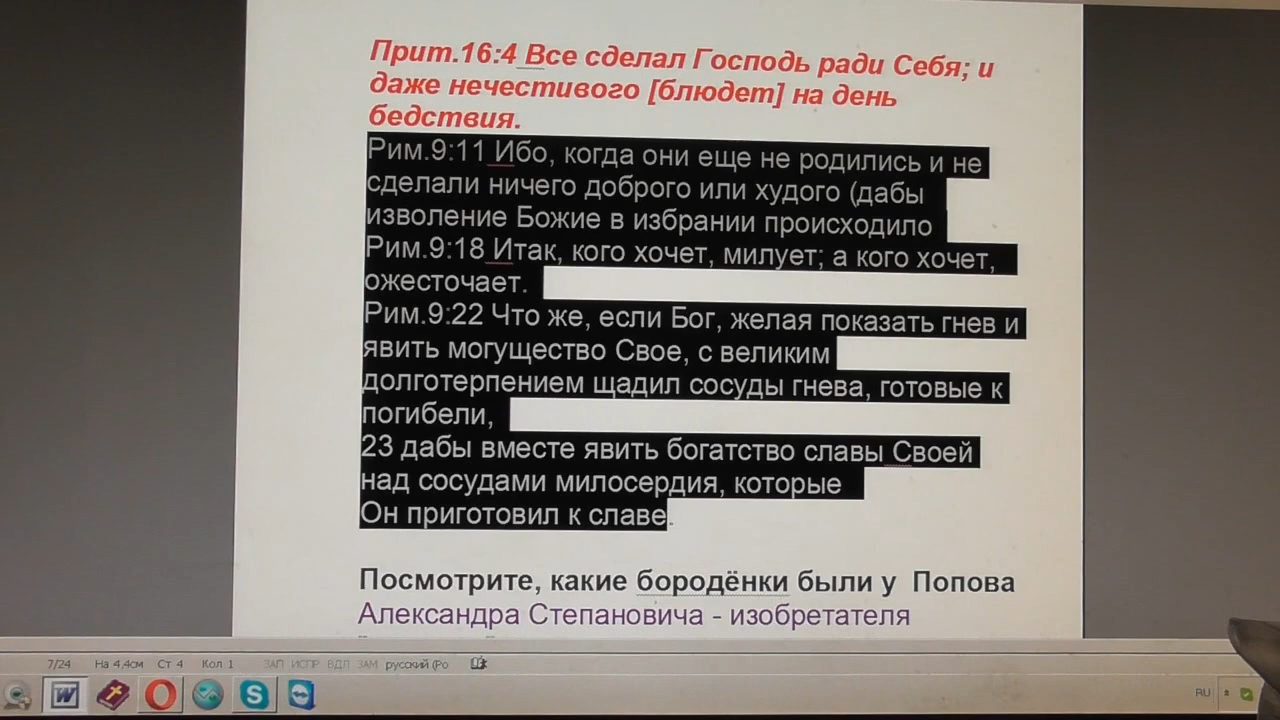 Прит.16:4 Все сделал Господь ради Себя; и
даже нечестивого [блюдет] на день
бедствия.
Рим.9:11 Ибо, когда они еще не родились и не
сделали ничего доброго или худого (дабы
изволение Божие в избрании происходило
Рим.9:18 Итак, кого хочет, милует; а кого хочет,
ожесточает.
Рим.9:22 Что же, если Бог, желая показать гнев и
явить могущество Свое, с великим
долготерпением щадил сосуды гнева, готовые к
погибели,
23 дабы вместе явить богатство славы Своей
над сосудами милосердия, которые
Он приготовил к славе.
Посмотрите, какие бородёнки были у Попова
Александра Степановича - изобретателя
7/24 На 4,4см Ст 4 Кол 1 ЗАП ИСПР ВДЛ ЗАМ русский (Ро
RU